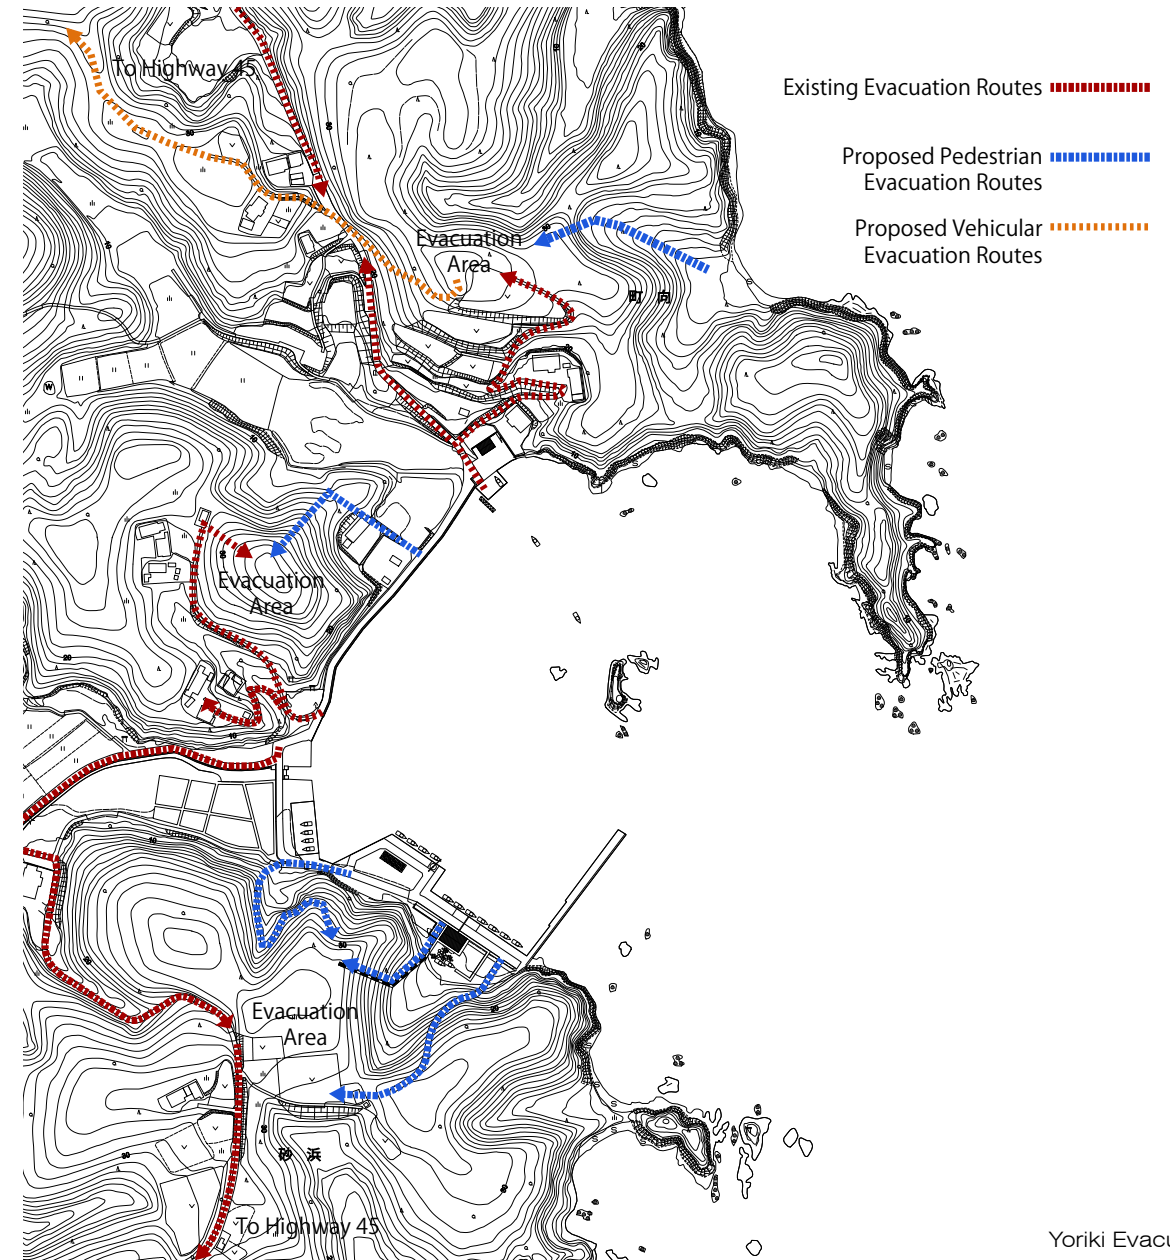 To Highway 45
Existing Evacuation Routes
Proposed Pedestrian
Evacuation Routes
Proposed Vehicular
Evacuation Routes
Evacuation
Area
町 向
Evacuation
Area
Evacuation
Area
砂 浜
To Highway 45
Yoriki Evacu